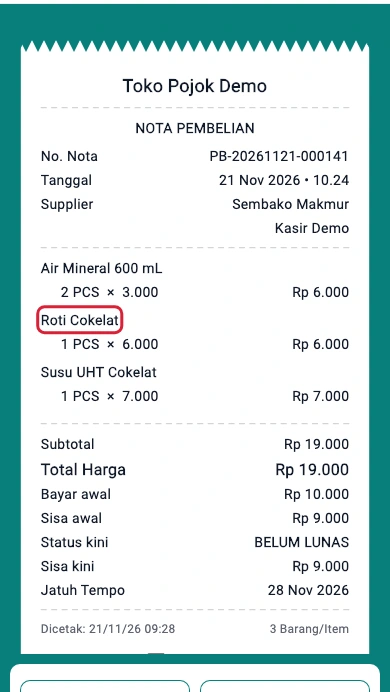 Toko Pojok Demo
NOTA PEMBELIAN
No. Nota PB-20261121-000141
Tanggal 21 Nov 2026 • 10.24
Supplier Sembako Makmur
Kasir Demo
Air Mineral 600 mL
2 PCS × 3.000 Rp 6.000
Roti Cokelat
1 PCS × 6.000 Rp 6.000
Susu UHT Cokelat
1 PCS × 7.000 Rp 7.000
Subtotal Rp 19.000
Total Harga Rp 19.000
Bayar awal Rp 10.000
Sisa awal Rp 9.000
Status kini BELUM LUNAS
Sisa kini Rp 9.000
Jatuh Tempo 28 Nov 2026
Dicetak: 21/11/26 09:28 3 Barang/Item